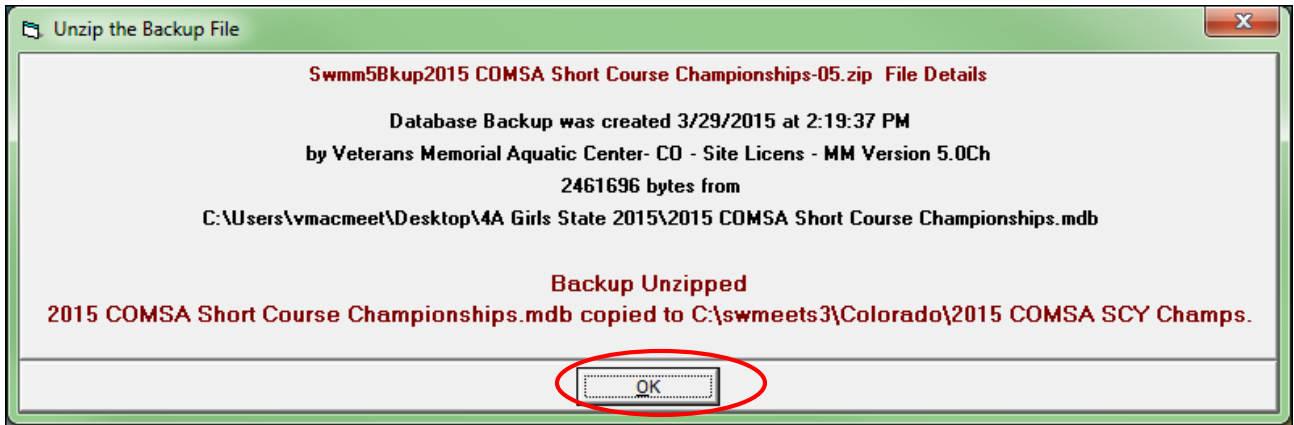 Unzip the Backup File
Swmm5Bkup2015 COMSA Short Course Championships-05.zip File Details
Database Backup was created 3/29/2015 at 2:19:37 PM
by Veterans Memorial Aquatic Center- CO - Site Licens - MM Version 5.0Ch
2461696 bytes from
C:\Users\vmacmeet\Desktop\4A Girls State 2015\2015 COMSA Short Course Championships.mdb
Backup Unzipped
2015 COMSA Short Course Championships.mdb copied to C:\swmeets3\Colorado\2015 COMSA SCY Champs.
OK